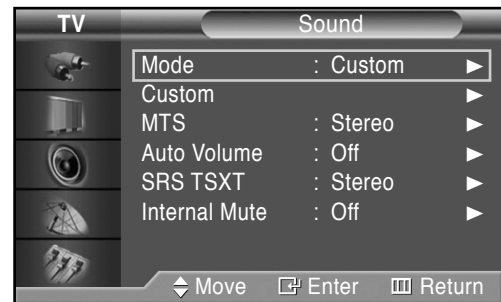 TV Sound
Mode : Custom
Custom
MTS : Stereo
Auto Volume : Off
SRS TSXT : Stereo
Internal Mute : Off
Move Enter Return